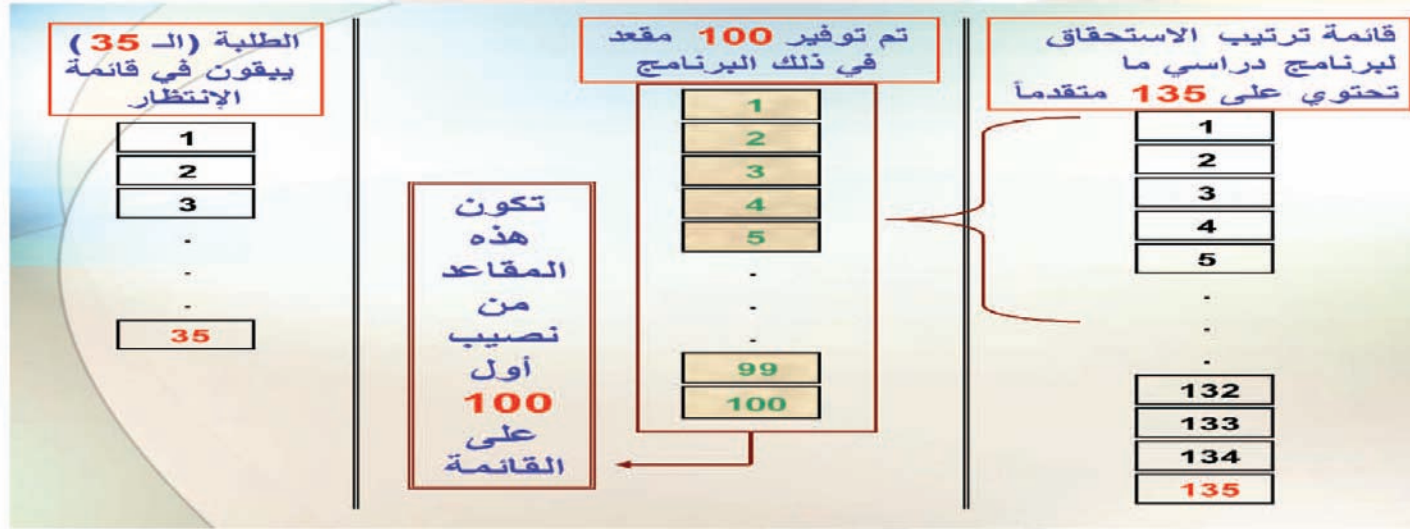 قائمة ترتيب الاستحقاق
لبرنامج دراسي ما
تحتوي على 135 متقدماً
1
2
3
4
5
.
.
.
132
133
134
135
تم توفير 100 مقعد
في ذلك البرنامج
1
2
3
4
5
.
.
.
99
100
تكون
هذه
المقاعد
من
نصيب
أول
100
على
القائمة
الطلبة (الـ 35)
يبقون في قائمة
الإنتظار
1
2
3
.
.
.
35